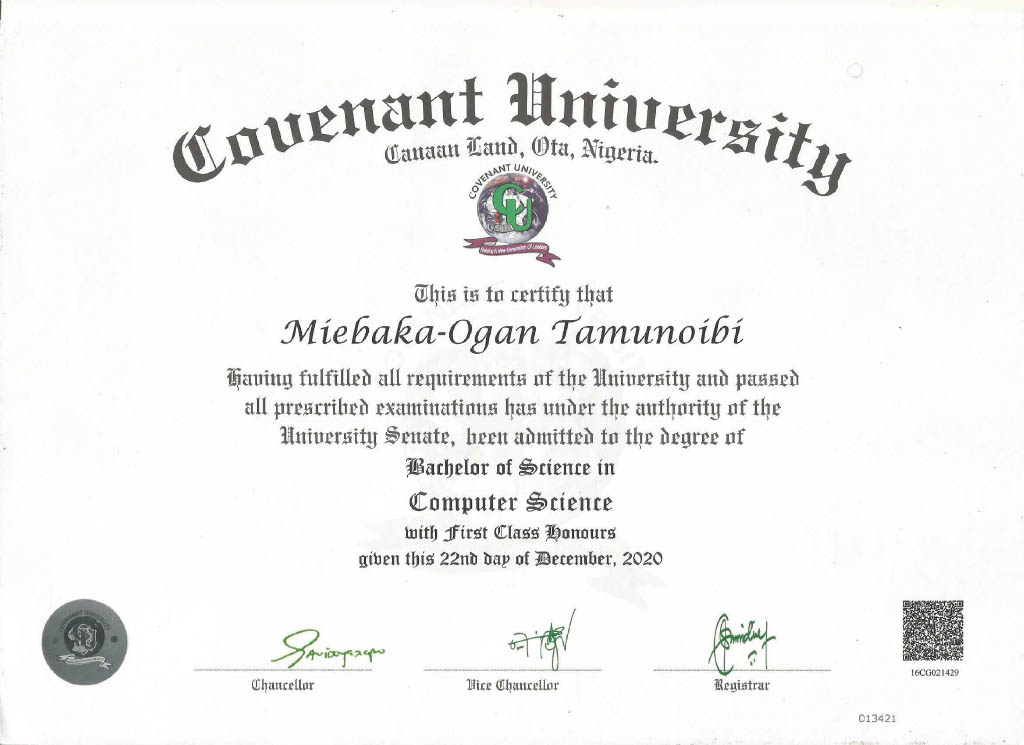 Covenant University
Canaan Land, Ota, Nigeria.
COVENANT UNIVERSITY
CU
Raising A New Generation Of Leaders
This is to certify that
Miebaka-Ogan Tamunoibi
Having fulfilled all requirements of the University and passed
all prescribed examinations has under the authority of the
University Senate, been admitted to the degree of
Bachelor of Science in
Computer Science
with First Class Honours
given this 22nd day of December, 2020
COVENANT UNIVERSITY
Chancellor
Vice Chancellor
Registrar
16CG021429
013421